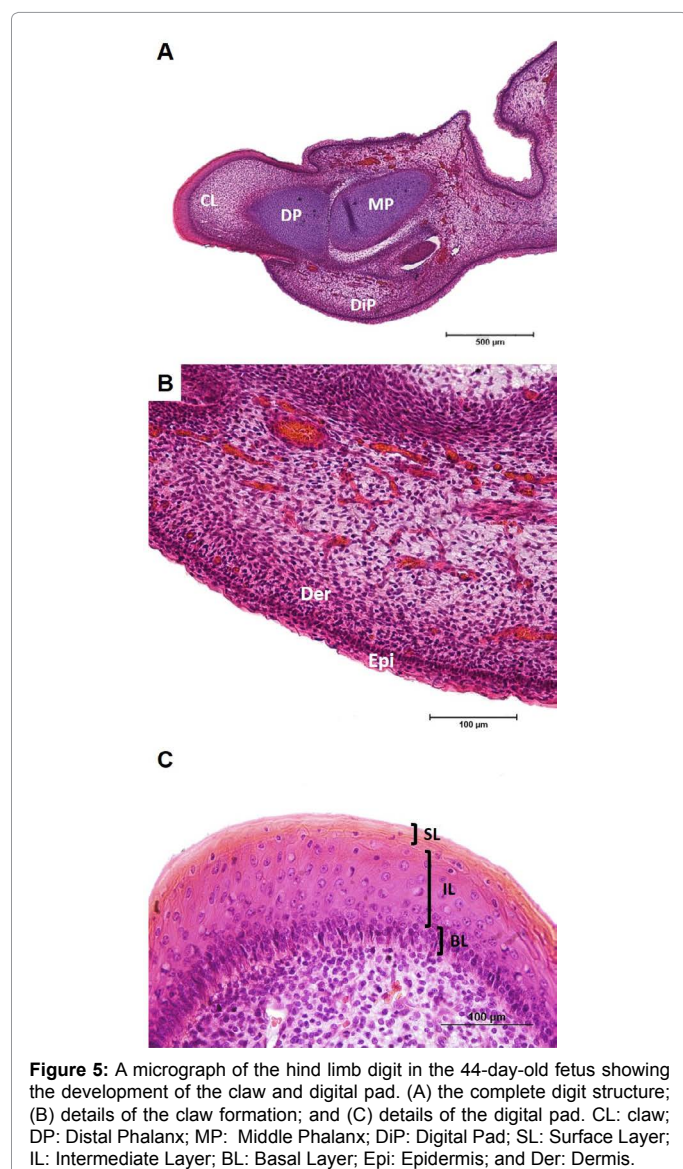 A
CL
DP
MP
DiP
500 µm
B
Der
Epi
100 µm
C
SL
IL
BL
100 µm
Figure 5: A micrograph of the hind limb digit in the 44-day-old fetus showing
the development of the claw and digital pad. (A) the complete digit structure;
(B) details of the claw formation; and (C) details of the digital pad. CL: claw;
DP: Distal Phalanx; MP: Middle Phalanx; DiP: Digital Pad; SL: Surface Layer;
IL: Intermediate Layer; BL: Basal Layer; Epi: Epidermis; and Der: Dermis.